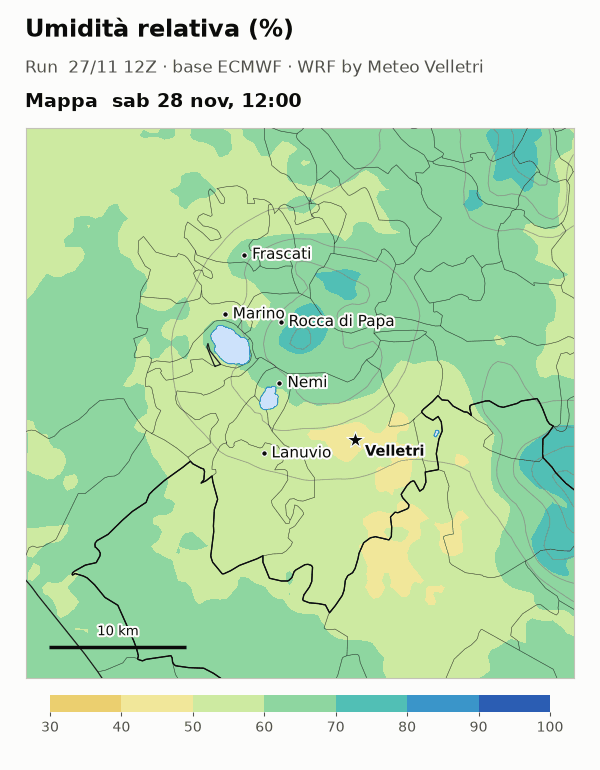 Umidità relativa (%)
Run  27/11 12Z · base ECMWF · WRF by Meteo Velletri
Mappa  sab 28 nov, 12:00
Frascati
Marino
Rocca di Papa
Nemi
Velletri
Lanuvio
10 km
30 40 50 60 70 80 90 100